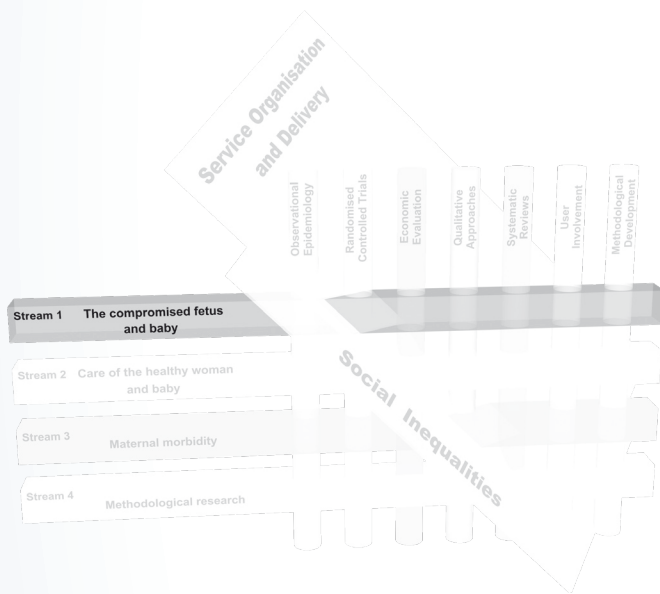 Service Organisation
and Delivery
Observational
Epidemiology
Randomised
Controlled Trials
Economic
Evaluation
Qualitative
Approaches
Systematic
Reviews
User
Involvement
Methodological
Development
Stream 1 The compromised fetus
and baby
Stream 2 Care of the healthy woman
and baby
Stream 3 Maternal morbidity
Stream 4 Methodological research
Social Inequalities